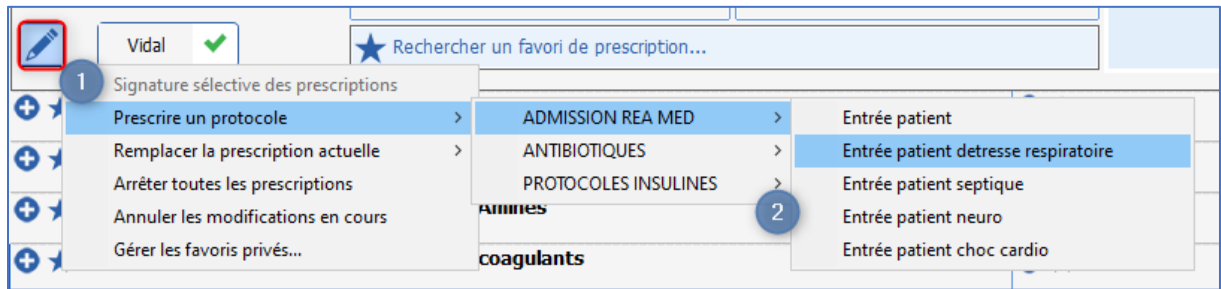 Vidal
Rechercher un favori de prescription...
1
Signature sélective des prescriptions
Prescrire un protocole
Remplacer la prescription actuelle
Arrêter toutes les prescriptions
Annuler les modifications en cours
Gérer les favoris privés...
ADMISSION REA MED
ANTIBIOTIQUES
PROTOCOLES INSULINES
2
Entrée patient
Entrée patient detresse respiratoire
Entrée patient septique
Entrée patient neuro
Entrée patient choc cardio
Amines
coagulants